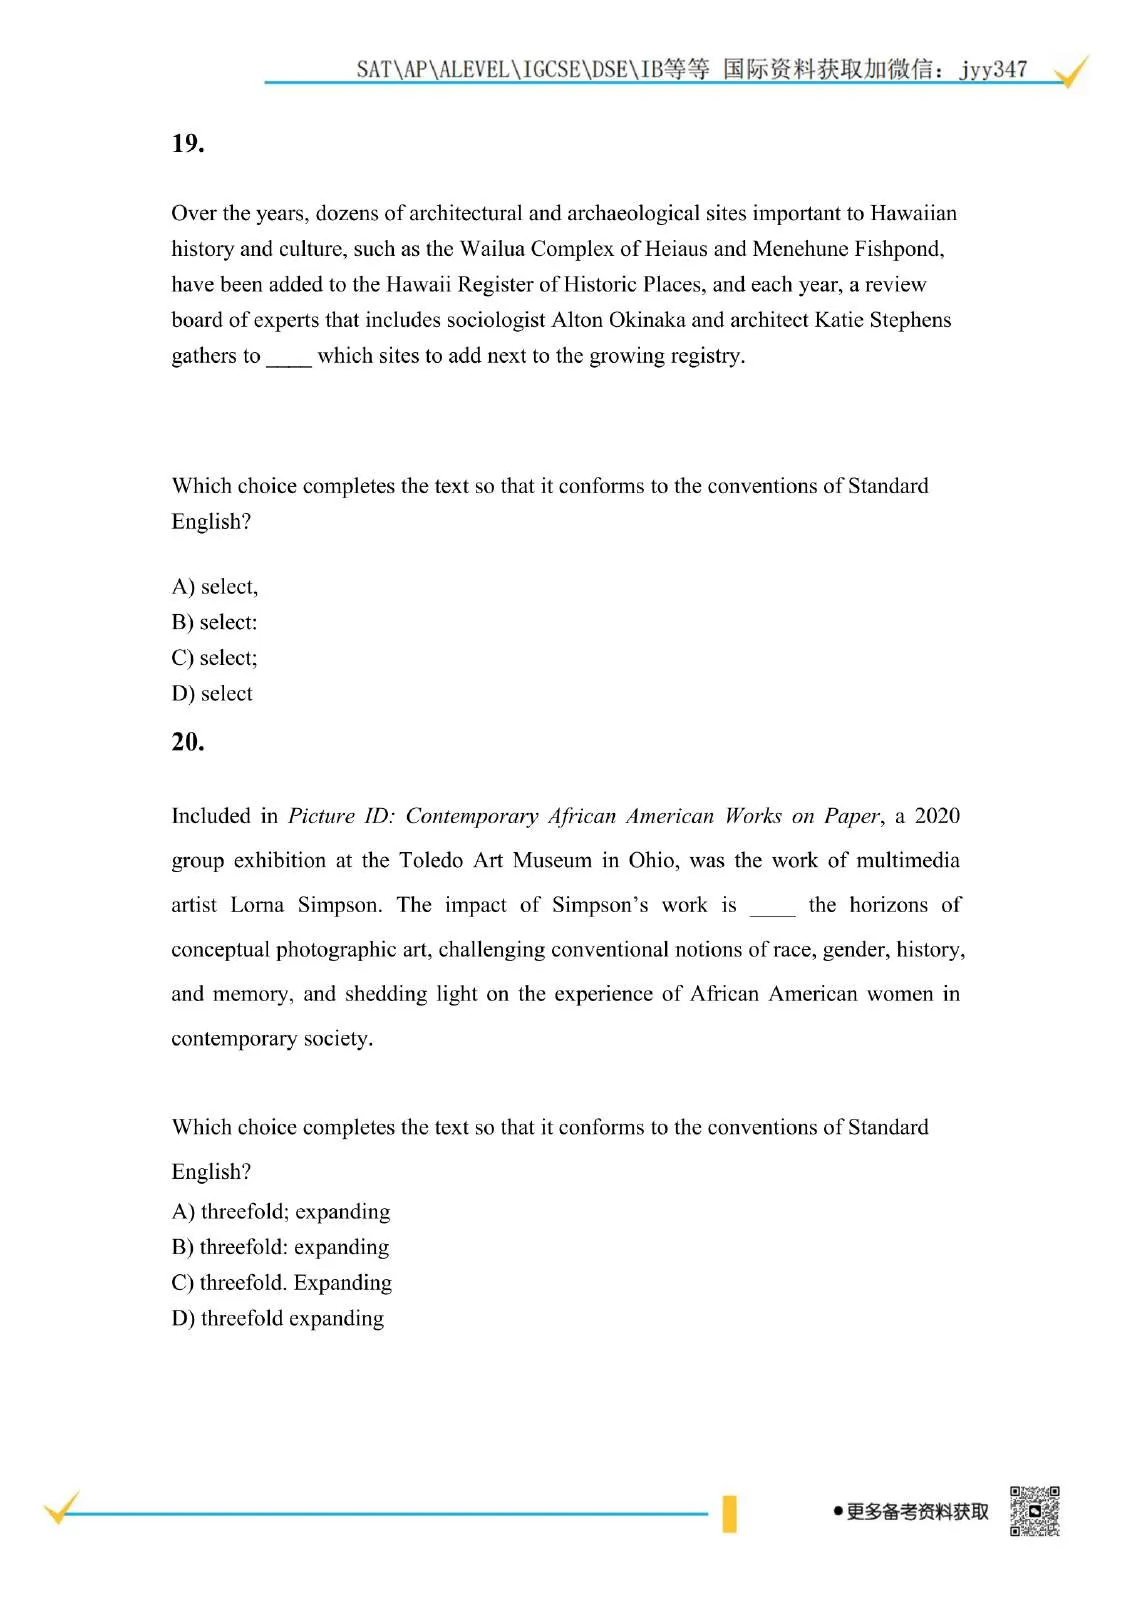 SAT\AP\ALEVEL\IGCSE\DSE\IB等等 国际资料获取加微信：jyy347
19.
Over the years, dozens of architectural and archaeological sites important to Hawaiian
history and culture, such as the Wailua Complex of Heiaus and Menehune Fishpond,
have been added to the Hawaii Register of Historic Places, and each year, a review
board of experts that includes sociologist Alton Okinaka and architect Katie Stephens
gathers to ____ which sites to add next to the growing registry.
Which choice completes the text so that it conforms to the conventions of Standard
English?
A) select,
B) select:
C) select;
D) select
20.
Included in Picture ID: Contemporary African American Works on Paper, a 2020
group exhibition at the Toledo Art Museum in Ohio, was the work of multimedia
artist Lorna Simpson. The impact of Simpson's work is ____ the horizons of
conceptual photographic art, challenging conventional notions of race, gender, history,
and memory, and shedding light on the experience of African American women in
contemporary society.
Which choice completes the text so that it conforms to the conventions of Standard
English?
A) threefold; expanding
B) threefold: expanding
C) threefold. Expanding
D) threefold expanding
●更多备考资料获取